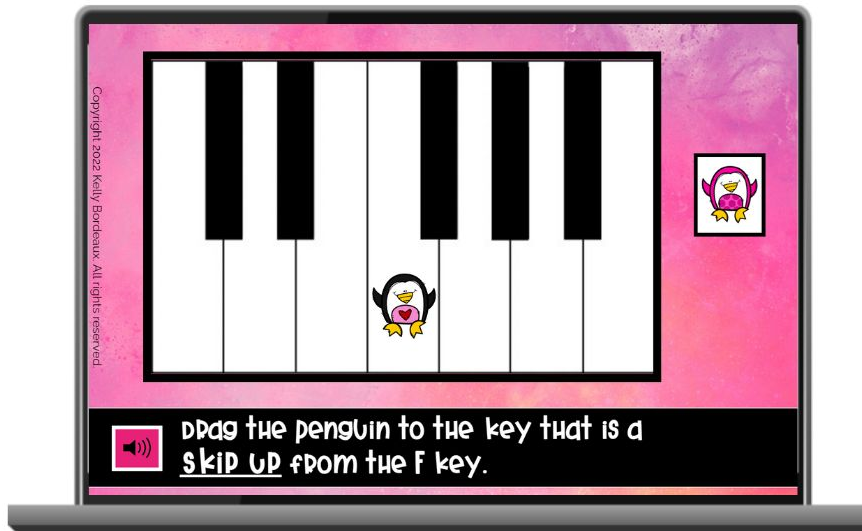 Copyright 2022 Kelly Bordeaux. All rights reserved.
Drag the penguin to the key that is a
skip up from the F key.